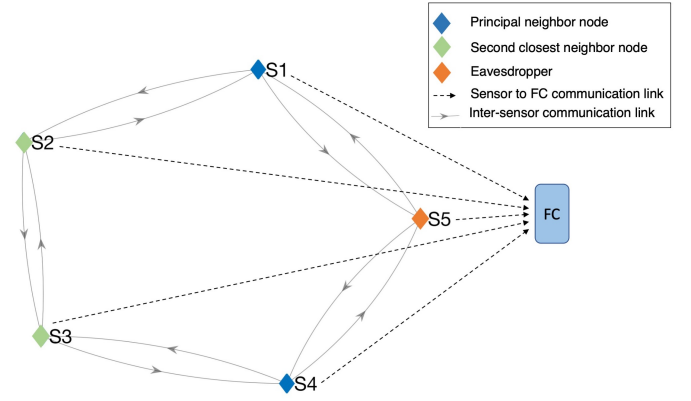 Principal neighbor node
Second closest neighbor node
Eavesdropper
Sensor to FC communication link
Inter-sensor communication link
S1
S2
S5
FC
S3
S4